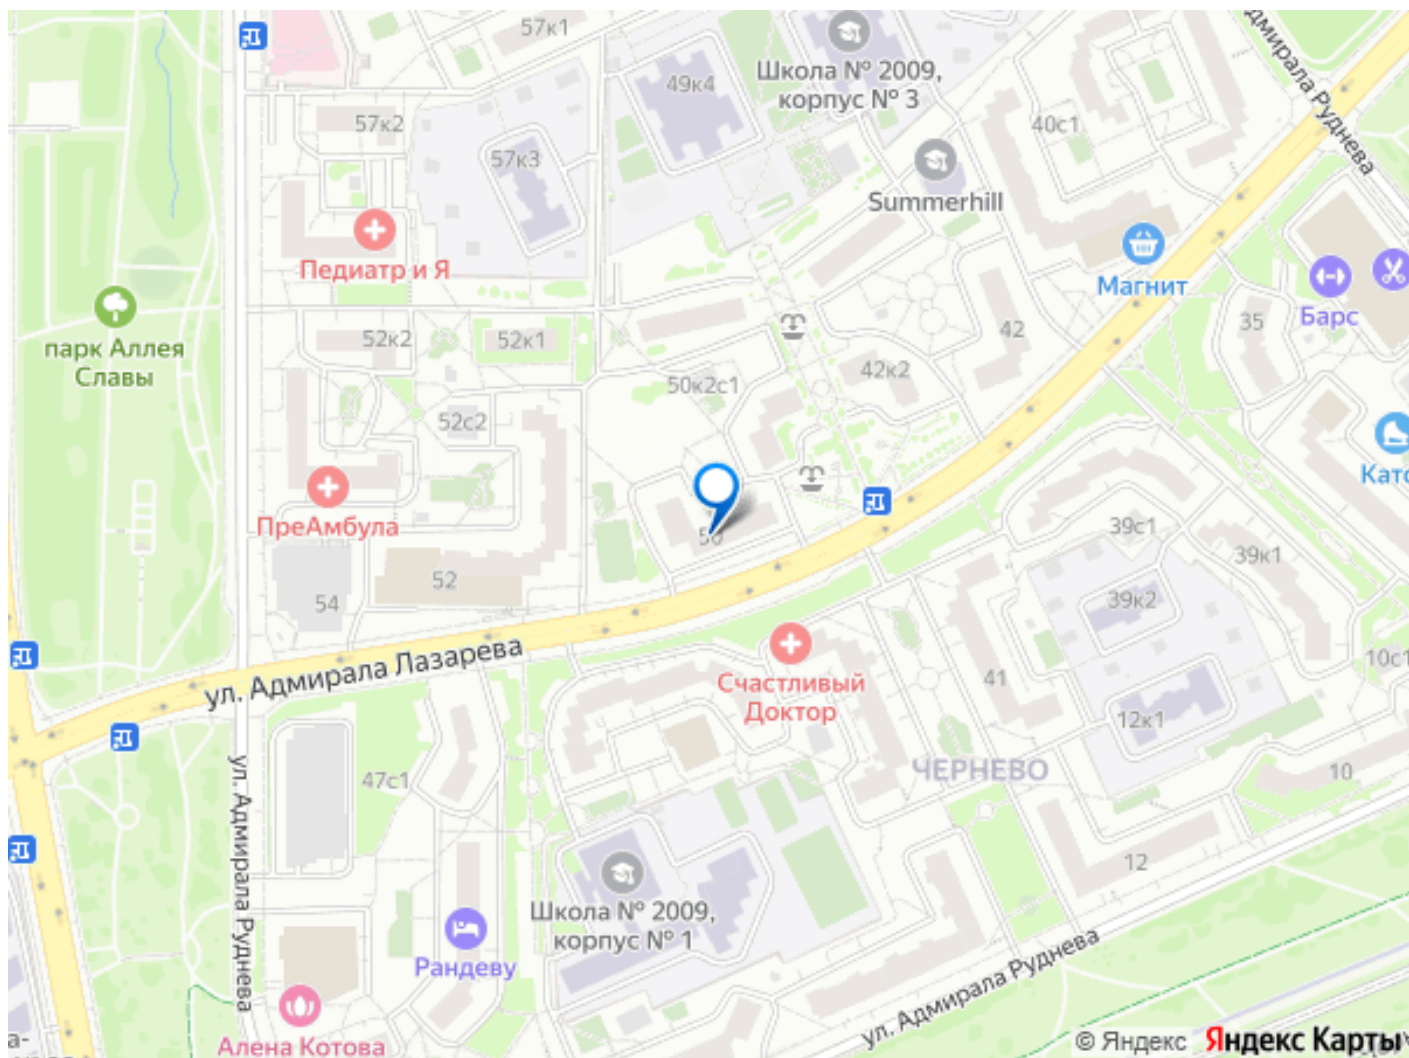 57к1
Школа № 2009,
корпус № 3
49к4
57к2
57к3
40с1
Адмирала Руднева
Summerhill
Педиатр и Я
Магнит
Барс
35
парк Аллея
Славы
52к2
52к1
42
42к2
50к2с1
52с2
Като
ПреАмбула
50
39с1
39к1
52
54
39к2
ул. Адмирала Лазарева
Счастливый
Доктор
41
10с1
12к1
ЧЕРНЕВО
10
47с1
ул. Адмирала Руднева
12
Школа № 2009,
корпус № 1
Рандеву
ул. Адмирала Руднева
Алена Котова
а-
© Яндекс Яндекс Карты